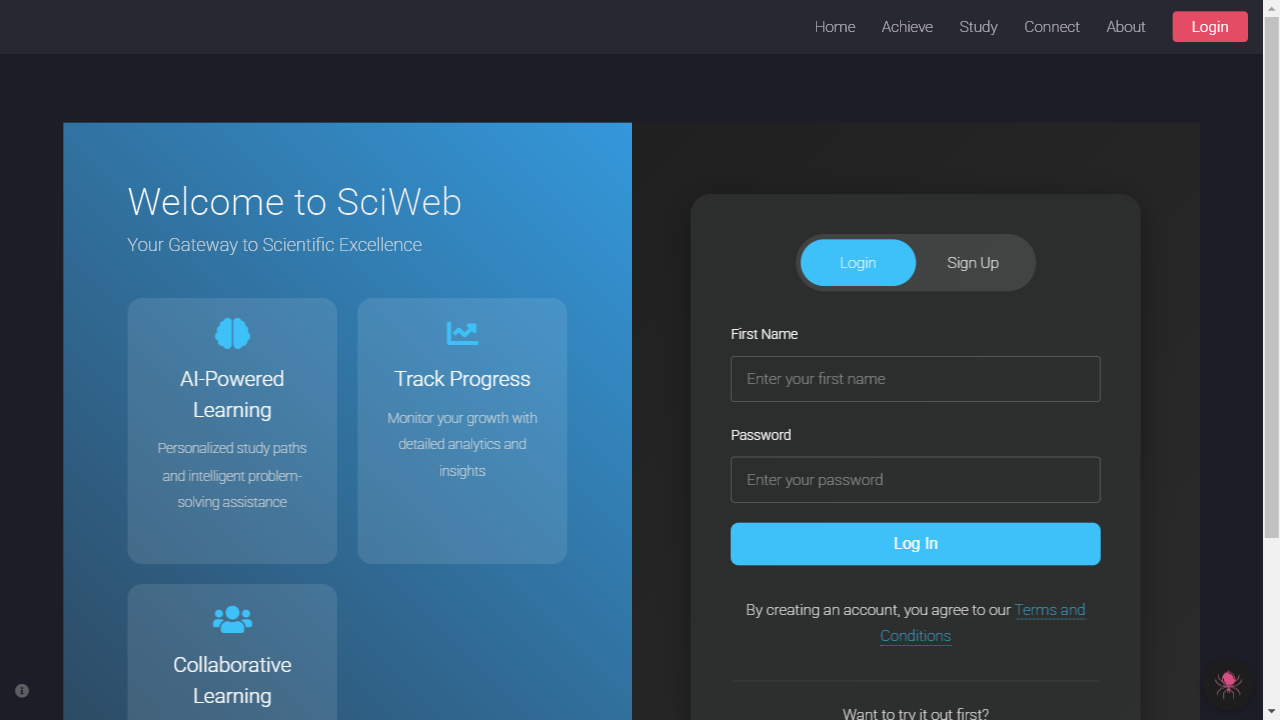 Home
Achieve
Study
Connect
About
Login
Welcome to SciWeb
Your Gateway to Scientific Excellence
AI-Powered
Learning
Personalized study paths
and intelligent problem-
solving assistance
Track Progress
Monitor your growth with
detailed analytics and
insights
Collaborative
Learning
Login
Sign Up
First Name
Enter your first name
Password
Enter your password
Log In
By creating an account, you agree to our Terms and
Conditions
Want to try it out first?